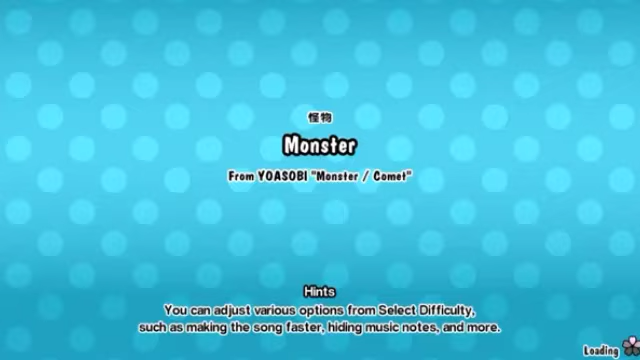 怪物
Monster
From YOASOBI "Monster / Comet"
Hints
You can adjust various options from Select Difficulty,
such as making the song faster, hiding music notes, and more.
Loading